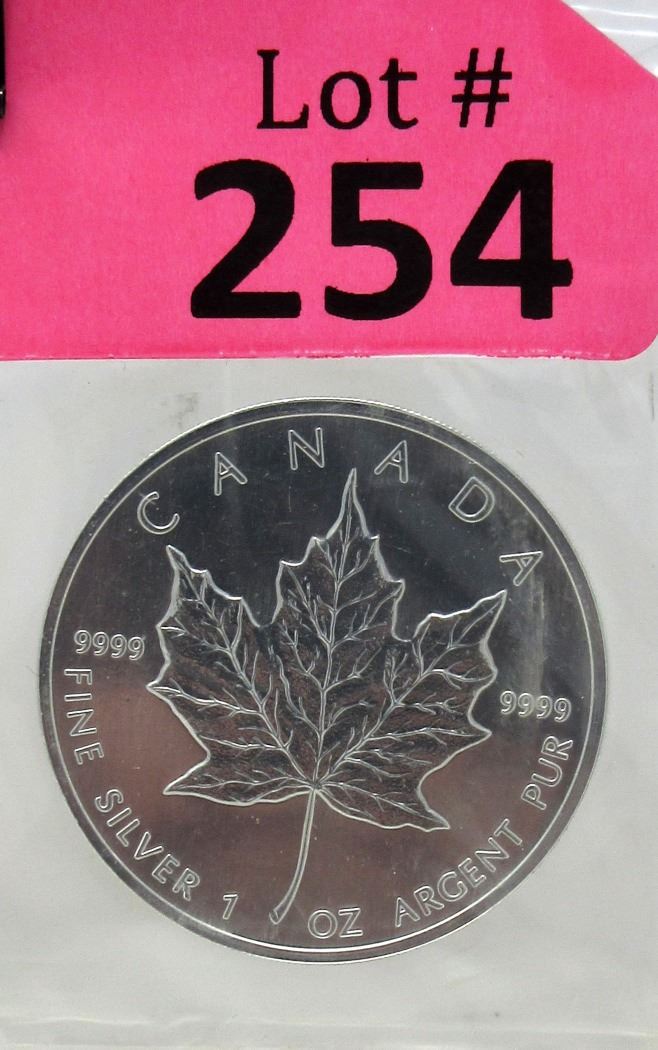 Lot #
254
CANADA
9999
9999
FINE SILVER 1 OZ ARGENT PUR